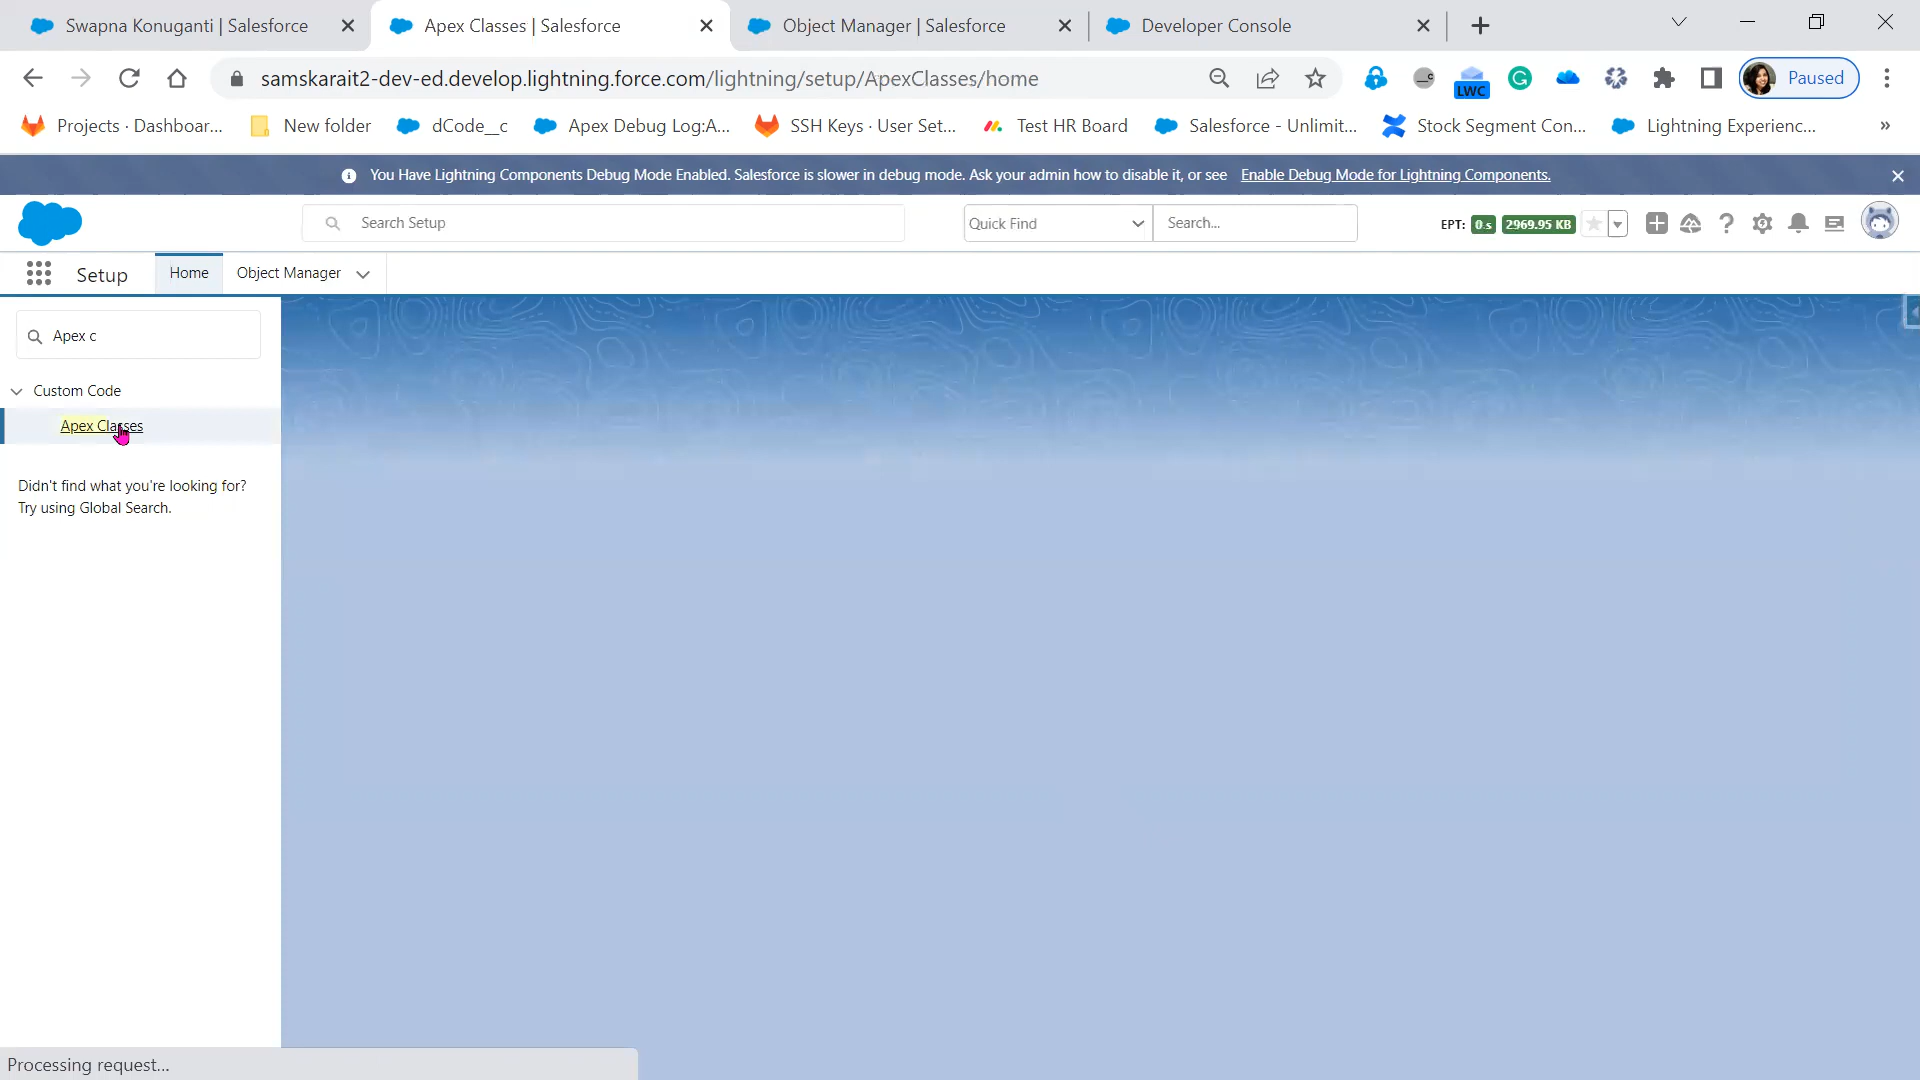 Swapna Konuganti | Salesforce
Apex Classes | Salesforce
Object Manager | Salesforce
Developer Console
samskarait2-dev-ed.develop.lightning.force.com/lightning/setup/ApexClasses/home
LWC
Paused
Projects · Dashboar...
New folder
dCode__c
Apex Debug Log:A...
SSH Keys · User Set...
Test HR Board
Salesforce - Unlimit...
Stock Segment Con...
Lightning Experienc...
»
You Have Lightning Components Debug Mode Enabled. Salesforce is slower in debug mode. Ask your admin how to disable it, or see Enable Debug Mode for Lightning Components.
Search Setup
Quick Find
Search...
EPT: 0 s 2969.95 KB
Setup
Home
Object Manager
Apex c
Custom Code
Apex Classes
Didn't find what you're looking for?
Try using Global Search.
Processing request...